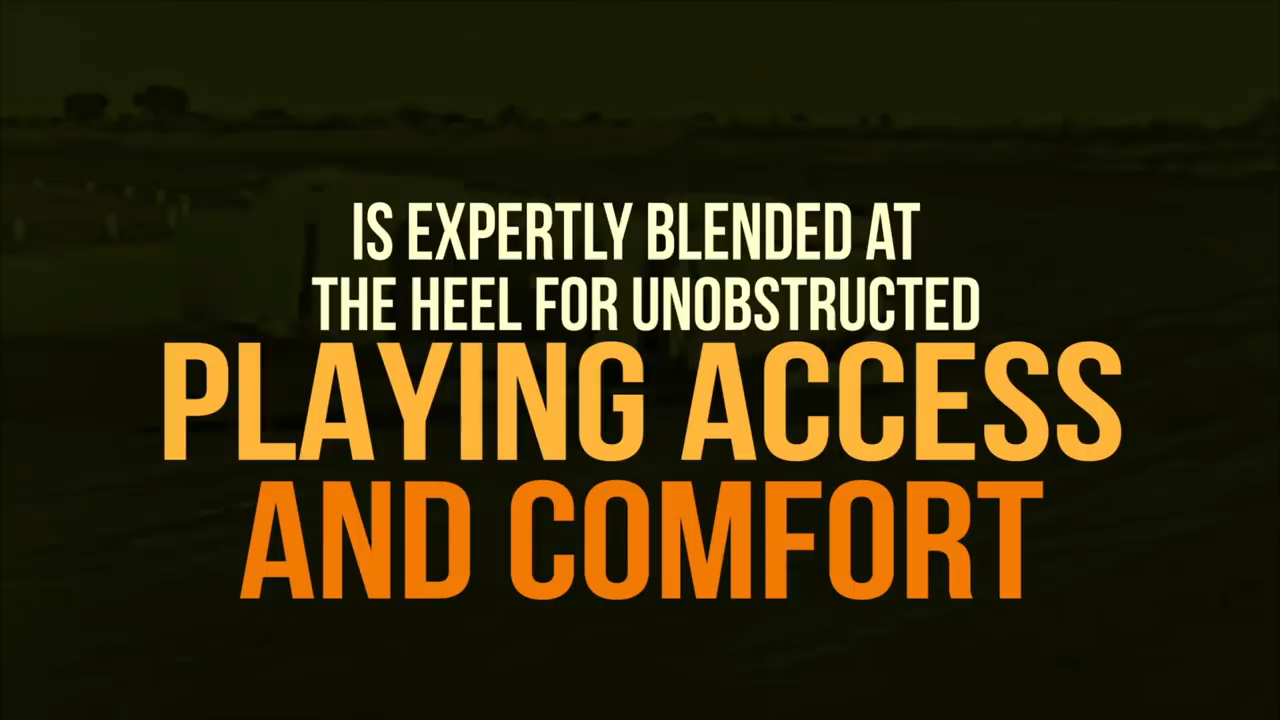 IS EXPERTLY BLENDED AT
THE HEEL FOR UNOBSTRUCTED
PLAYING ACCESS
AND COMFORT